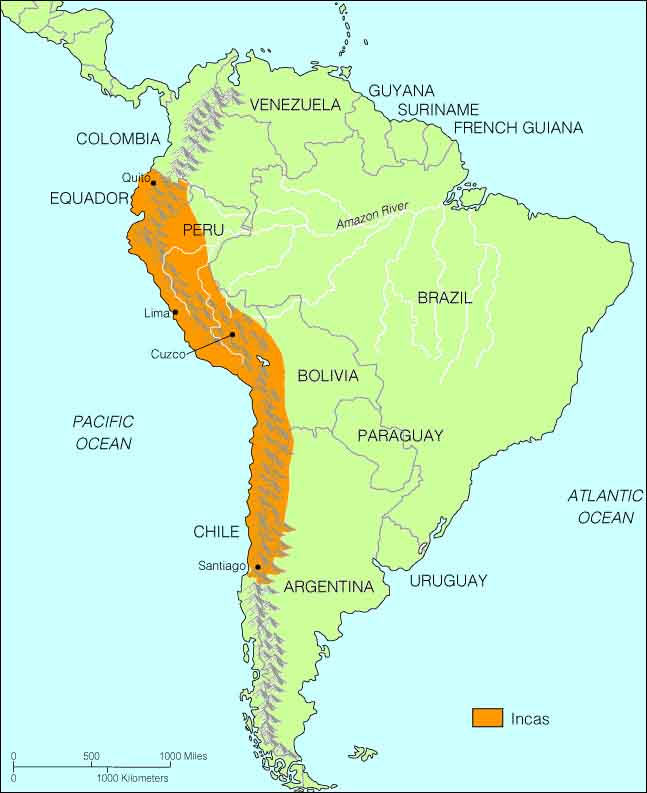 VENEZUELA
GUYANA
SURINAME
FRENCH GUIANA
COLOMBIA
Quito
EQUADOR
PERU
Amazon River
BRAZIL
Lima
Cuzco
BOLIVIA
PACIFIC
OCEAN
PARAGUAY
ATLANTIC
OCEAN
CHILE
Santiago
ARGENTINA
URUGUAY
Incas
0 500 1000 Miles
0 1000 Kilometers